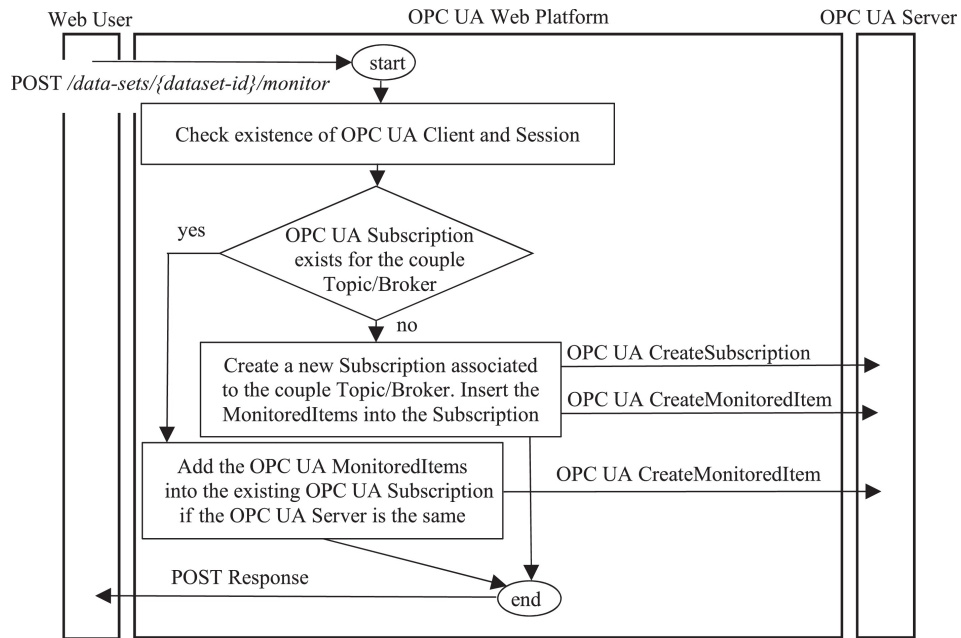 Web User
OPC UA Web Platform
OPC UA Server
start
POST /data-sets/{dataset-id}/monitor
Check existence of OPC UA Client and Session
yes
OPC UA Subscription
exists for the couple
Topic/Broker
no
Create a new Subscription associated
to the couple Topic/Broker. Insert the
MonitoredItems into the Subscription
OPC UA CreateSubscription
OPC UA CreateMonitoredItem
Add the OPC UA MonitoredItems
into the existing OPC UA Subscription
if the OPC UA Server is the same
OPC UA CreateMonitoredItem
POST Response
end